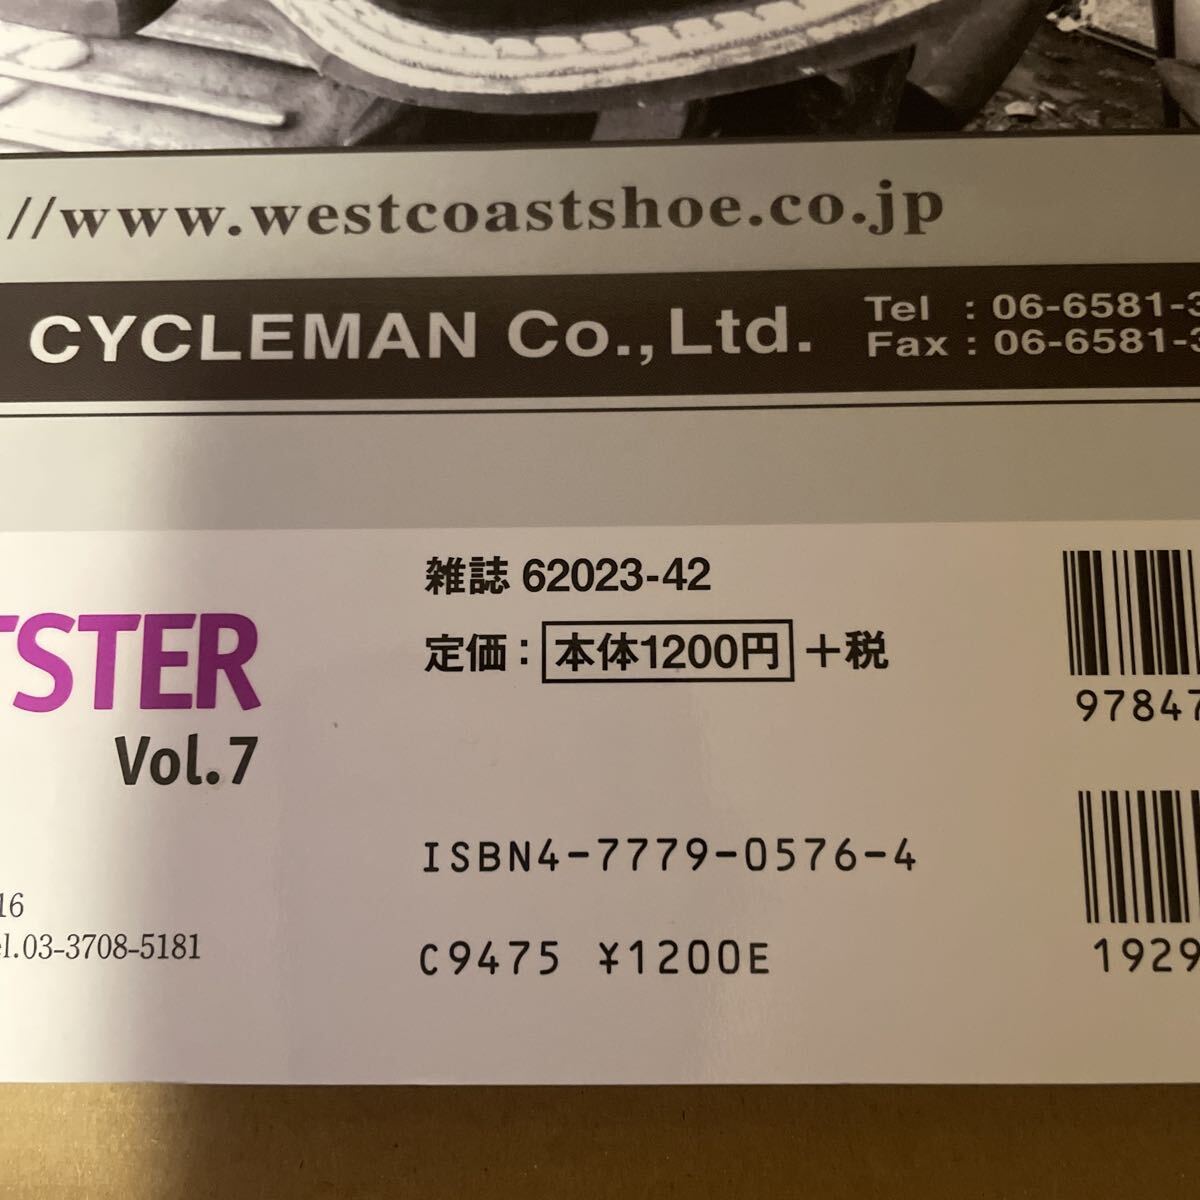 //www.westcoastshoe.co.jp
CYCLEMAN Co.,Ltd.
Tel : 06-6581-3
Fax : 06-6581-3
TSTER
Vol.7
16
el.03-3708-5181
雑誌 62023-42
定価：本体1200円＋税
ISBN4-7779-0576-4
C9475 ¥1200E
97847
1929